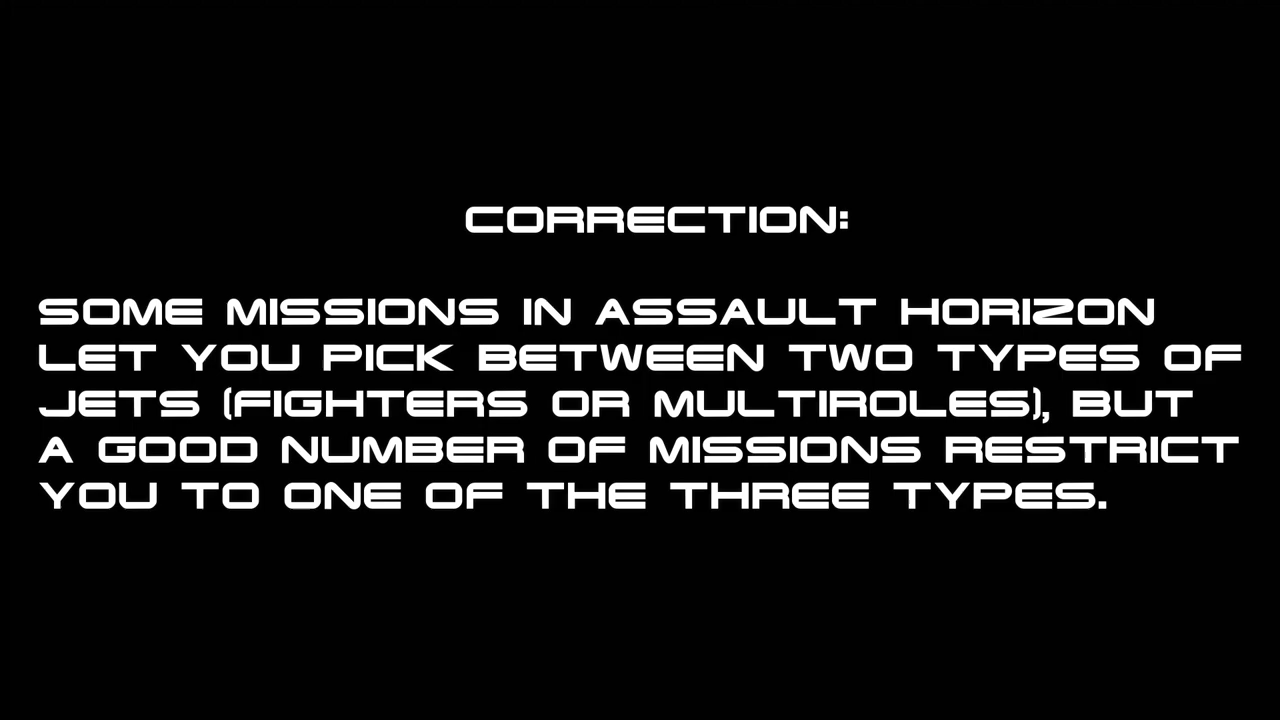 CORRECTION:
SOME MISSIONS IN ASSAULT HORIZON
LET YOU PICK BETWEEN TWO TYPES OF
JETS (FIGHTERS OR MULTIROLES), BUT
A GOOD NUMBER OF MISSIONS RESTRICT
YOU TO ONE OF THE THREE TYPES.